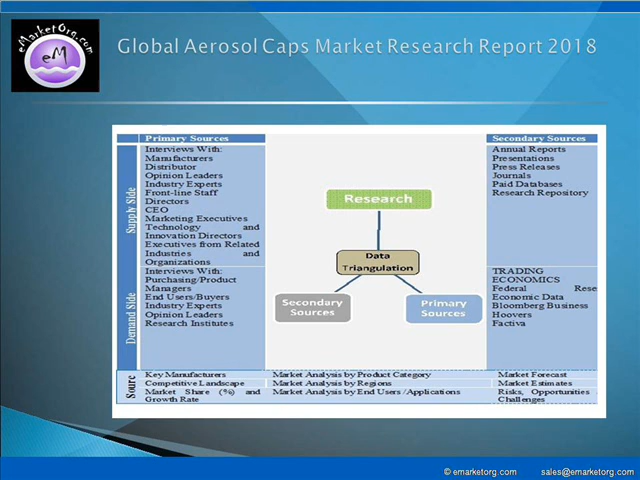 eMarketOrg.com
eM
Global Aerosol Caps Market Research Report 2018
Primary Sources
Secondary Sources
Supply Side
Interviews With:
Manufacturers
Distributor
Opinion Leaders
Industry Experts
Front-line Staff
Directors
CEO
Marketing Executives
Technology and
Innovation Directors
Executives from Related
Industries and
Organizations
Annual Reports
Presentations
Press Releases
Journals
Paid Databases
Research Repository
Research
Data
Triangulation
Secondary
Sources
Primary
Sources
Demand Side
Interviews With:
Purchasing/Product
Managers
End Users/Buyers
Industry Experts
Opinion Leaders
Research Institutes
TRADING
ECONOMICS
Federal Rese
Economic Data
Bloomberg Business
Hoovers
Factiva
Sourc
Key Manufacturers
Competitive Landscape
Market Share (%) and
Growth Rate
Market Analysis by Product Category
Market Analysis by Regions
Market Analysis by End Users /Applications
Market Forecast
Market Estimates
Risks, Opportunities
Challenges
© emarketorg.com sales@emarketorg.com